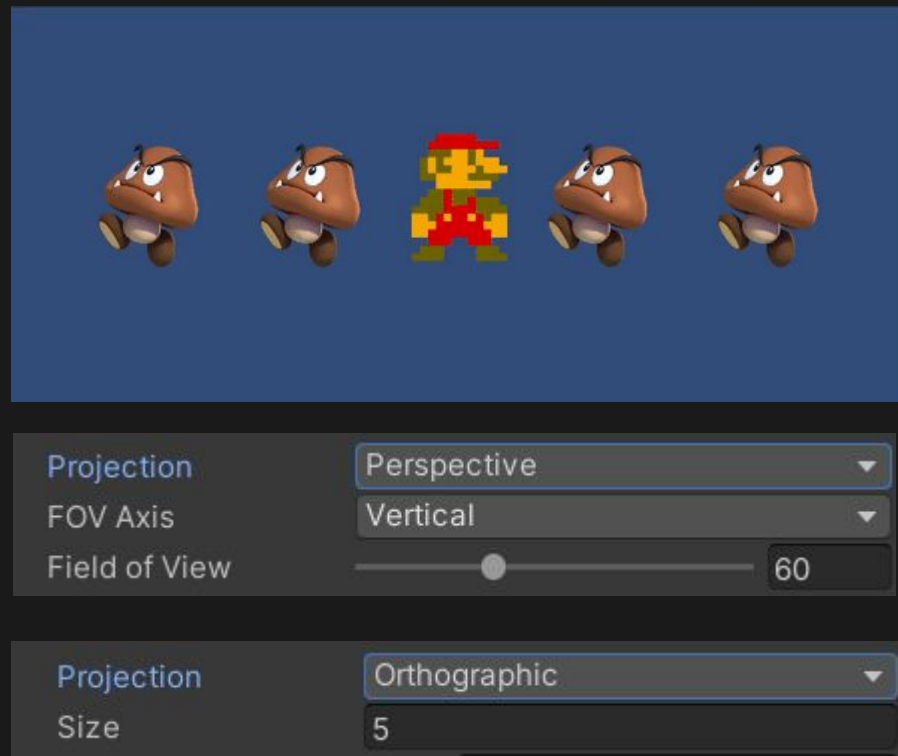 Projection Perspective
FOV Axis Vertical
Field of View 60
Projection Orthographic
Size 5